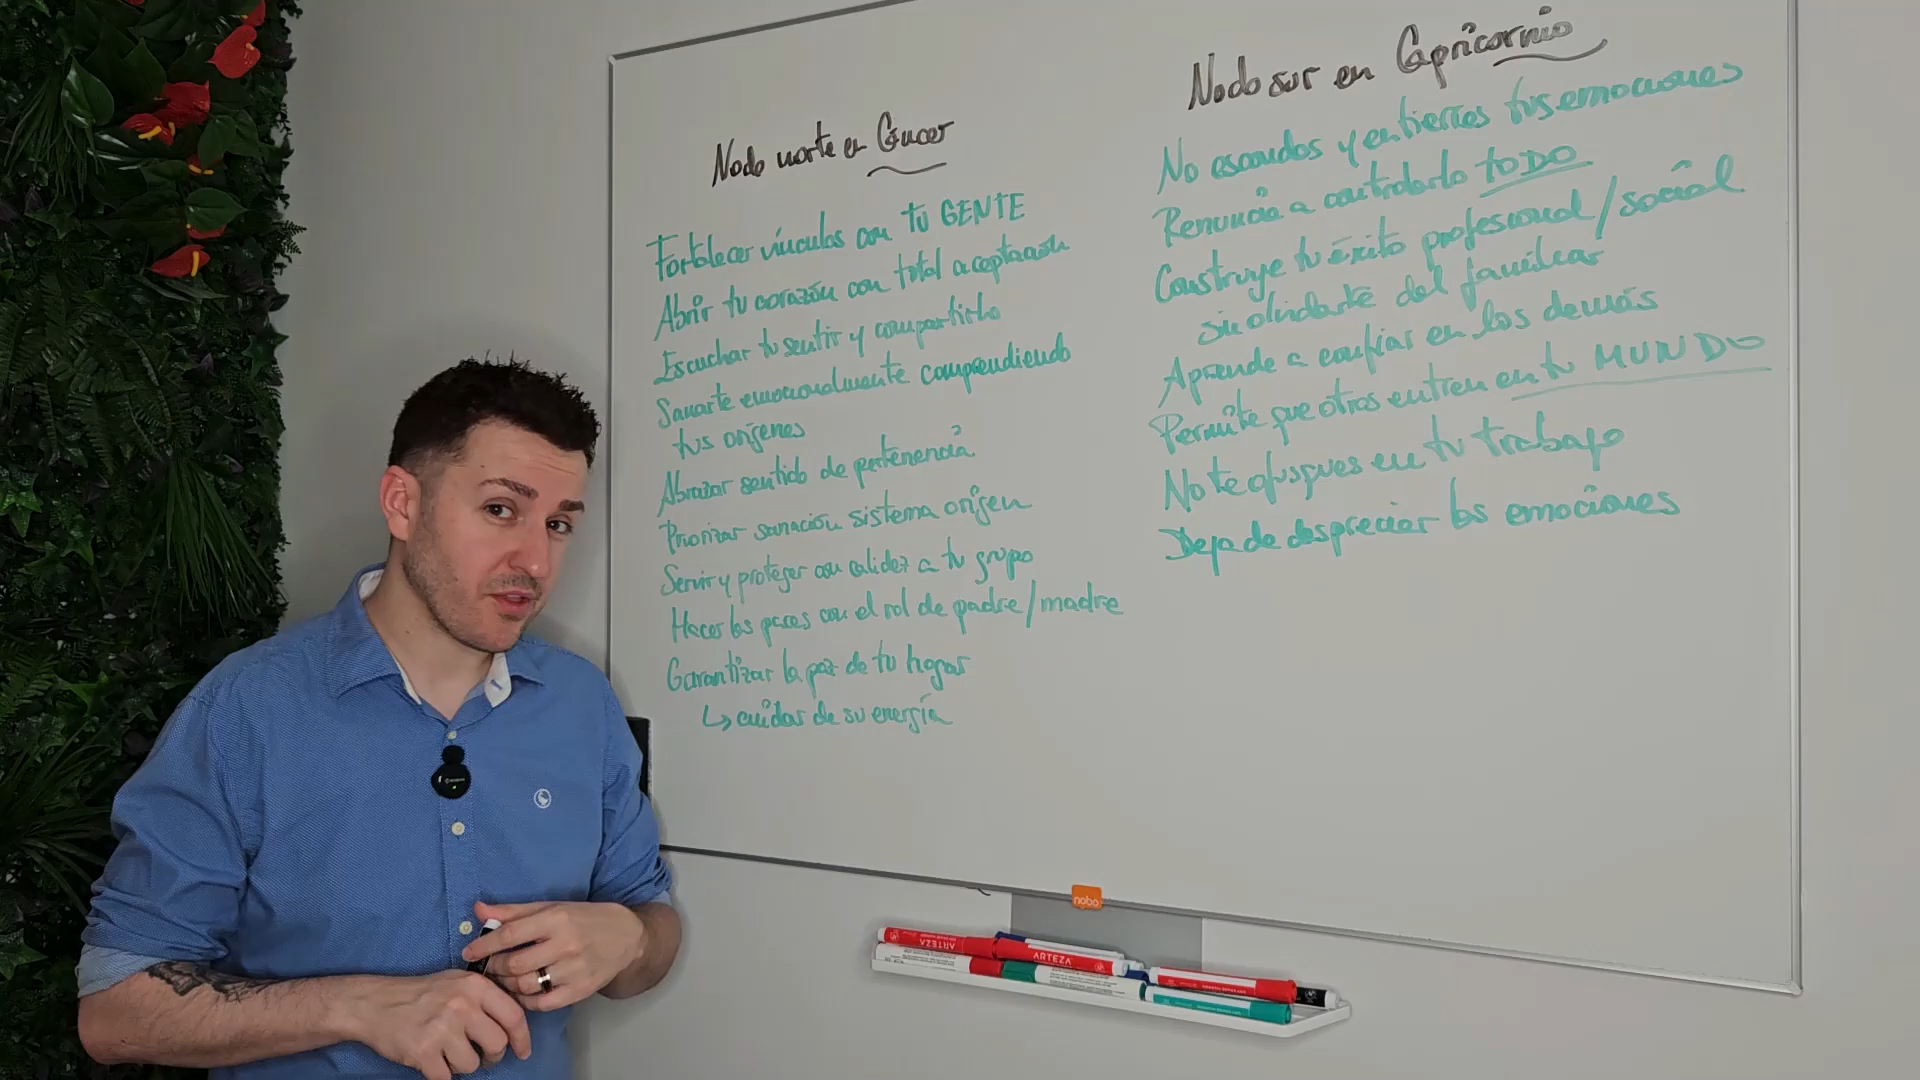 Nodo norte en Cáncer
Fortalecer vínculos con tu GENTE
Abrir tu corazón con total aceptación
Escuchar tu sentir y compartirlo
Sanarte emocionalmente comprendiendo
tus orígenes
Abrazar sentido de pertenencia
Priorizar sanación sistema origen
Servir y proteger con calidez a tu grupo
Hacer las paces con el rol de padre/madre
Garantizar la paz de tu hogar
↳ cuidar de su energía
Nodo sur en Capricornio
No escondas y entierres tus emociones
Renuncia a controlarlo TODO
Construye tu éxito profesional/social
sin olvidarte del familiar
Aprende a confiar en los demás
Permite que otros entren en tu MUNDO
No te ofusques en tu trabajo
Deja de despreciar las emociones
nobo
ARTEZA
ARTEZA